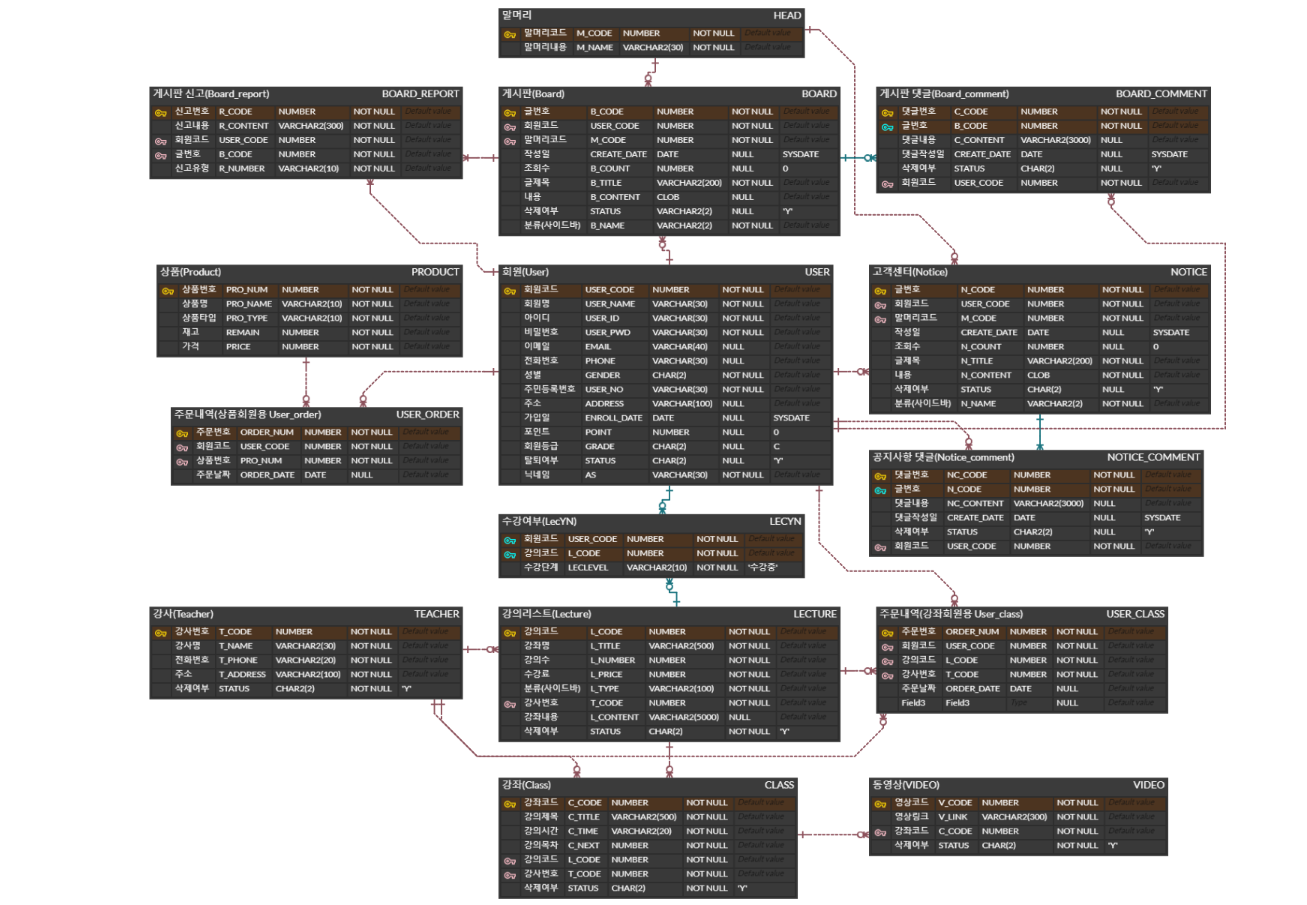 말머리 HEAD
말머리코드 M_CODE NUMBER NOT NULL Default value
말머리내용 M_NAME VARCHAR2(30) NOT NULL Default value
게시판 신고(Board_report) BOARD_REPORT
신고번호 R_CODE NUMBER NOT NULL Default value
신고내용 R_CONTENT VARCHAR2(300) NOT NULL Default value
회원코드 USER_CODE NUMBER NOT NULL Default value
글번호 B_CODE NUMBER NOT NULL Default value
신고유형 R_NUMBER VARCHAR2(10) NOT NULL Default value
게시판(Board) BOARD
글번호 B_CODE NUMBER NOT NULL Default value
회원코드 USER_CODE NUMBER NOT NULL Default value
말머리코드 M_CODE NUMBER NOT NULL Default value
작성일 CREATE_DATE DATE NULL SYSDATE
조회수 B_COUNT NUMBER NULL 0
글제목 B_TITLE VARCHAR2(200) NOT NULL Default value
내용 B_CONTENT CLOB NOT NULL Default value
삭제여부 STATUS VARCHAR2(2) NULL 'Y'
분류(사이드바) B_NAME VARCHAR2(2) NOT NULL Default value
게시판 댓글(Board_comment) BOARD_COMMENT
댓글번호 C_CODE NUMBER NOT NULL Default value
글번호 B_CODE NUMBER NOT NULL Default value
댓글내용 C_CONTENT VARCHAR2(3000) NULL Default value
댓글작성일 CREATE_DATE DATE NULL SYSDATE
삭제여부 STATUS CHAR(2) NULL 'Y'
회원코드 USER_CODE NUMBER NOT NULL Default value
상품(Product) PRODUCT
상품번호 PRO_NUM NUMBER NOT NULL Default value
상품명 PRO_NAME VARCHAR2(10) NOT NULL Default value
상품타입 PRO_TYPE VARCHAR2(10) NOT NULL Default value
재고 REMAIN NUMBER NOT NULL Default value
가격 PRICE NUMBER NOT NULL Default value
회원(User) USER
회원코드 USER_CODE NUMBER NOT NULL Default value
회원명 USER_NAME VARCHAR(30) NOT NULL Default value
아이디 USER_ID VARCHAR(30) NOT NULL Default value
비밀번호 USER_PWD VARCHAR(30) NOT NULL Default value
이메일 EMAIL VARCHAR(40) NULL Default value
전화번호 PHONE VARCHAR(30) NOT NULL Default value
성별 GENDER CHAR(2) NOT NULL Default value
주민등록번호 USER_NO VARCHAR(30) NOT NULL Default value
주소 ADDRESS VARCHAR(100) NULL Default value
가입일 ENROLL_DATE DATE NULL SYSDATE
포인트 POINT NUMBER NULL 0
회원등급 GRADE CHAR(2) NULL C
탈퇴여부 STATUS CHAR(2) NULL 'Y'
닉네임 AS VARCHAR(30) NOT NULL Default value
고객센터(Notice) NOTICE
글번호 N_CODE NUMBER NOT NULL Default value
회원코드 USER_CODE NUMBER NOT NULL Default value
말머리코드 M_CODE NUMBER NOT NULL Default value
작성일 CREATE_DATE DATE NULL SYSDATE
조회수 N_COUNT NUMBER NULL 0
글제목 N_TITLE VARCHAR2(200) NOT NULL Default value
내용 N_CONTENT CLOB NOT NULL Default value
삭제여부 STATUS CHAR(2) NULL 'Y'
분류(사이드바) N_NAME VARCHAR2(2) NOT NULL Default value
주문내역(상품회원용 User_order) USER_ORDER
주문번호 ORDER_NUM NUMBER NOT NULL Default value
회원코드 USER_CODE NUMBER NOT NULL Default value
상품번호 PRO_NUM NUMBER NOT NULL Default value
주문날짜 ORDER_DATE DATE NULL Default value
공지사항 댓글(Notice_comment) NOTICE_COMMENT
댓글번호 NC_CODE NUMBER NOT NULL Default value
글번호 N_CODE NUMBER NOT NULL Default value
댓글내용 NC_CONTENT VARCHAR2(3000) NULL Default value
댓글작성일 CREATE_DATE DATE NULL SYSDATE
삭제여부 STATUS CHAR2(2) NULL 'Y'
회원코드 USER_CODE NUMBER NOT NULL Default value
수강여부(LecYN) LECYN
회원코드 USER_CODE NUMBER NOT NULL Default value
강의코드 L_CODE NUMBER NOT NULL Default value
수강단계 LECLEVEL VARCHAR2(10) NOT NULL '수강중'
강사(Teacher) TEACHER
강사번호 T_CODE NUMBER NOT NULL Default value
강사명 T_NAME VARCHAR2(30) NOT NULL Default value
전화번호 T_PHONE VARCHAR2(20) NOT NULL Default value
주소 T_ADDRESS VARCHAR2(100) NOT NULL Default value
삭제여부 STATUS CHAR2(2) NOT NULL 'Y'
강의리스트(Lecture) LECTURE
강의코드 L_CODE NUMBER NOT NULL Default value
강좌명 L_TITLE VARCHAR2(500) NOT NULL Default value
강의수 L_NUMBER NUMBER NOT NULL Default value
수강료 L_PRICE NUMBER NOT NULL Default value
분류(사이드바) L_TYPE VARCHAR2(100) NOT NULL Default value
강사번호 T_CODE NUMBER NOT NULL Default value
강좌내용 L_CONTENT VARCHAR2(5000) NULL Default value
삭제여부 STATUS CHAR(2) NOT NULL 'Y'
주문내역(강좌회원용 User_class) USER_CLASS
주문번호 ORDER_NUM NUMBER NOT NULL Default value
회원코드 USER_CODE NUMBER NOT NULL Default value
강의코드 L_CODE NUMBER NOT NULL Default value
강사번호 T_CODE NUMBER NOT NULL Default value
주문날짜 ORDER_DATE DATE NULL Default value
Field3 Field3 Type NULL Default value
강좌(Class) CLASS
강좌코드 C_CODE NUMBER NOT NULL Default value
강의제목 C_TITLE VARCHAR2(500) NOT NULL Default value
강의시간 C_TIME VARCHAR2(20) NOT NULL Default value
강의목차 C_NEXT NUMBER NOT NULL Default value
강의코드 L_CODE NUMBER NOT NULL Default value
강사번호 T_CODE NUMBER NOT NULL Default value
삭제여부 STATUS CHAR(2) NOT NULL 'Y'
동영상(VIDEO) VIDEO
영상코드 V_CODE NUMBER NOT NULL Default value
영상링크 V_LINK VARCHAR2(300) NOT NULL Default value
강좌코드 C_CODE NUMBER NOT NULL Default value
삭제여부 STATUS CHAR(2) NOT NULL 'Y'